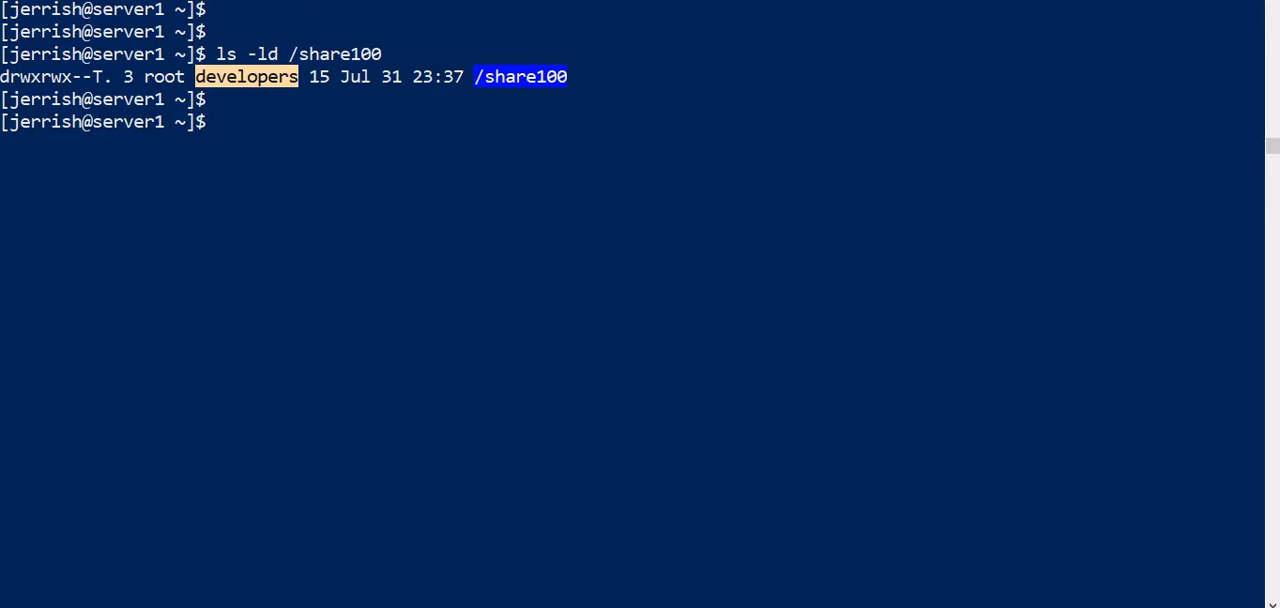 [jerrish@server1 ~]$
[jerrish@server1 ~]$
[jerrish@server1 ~]$ ls -ld /share100
drwxrwx--T. 3 root developers 15 Jul 31 23:37 /share100
[jerrish@server1 ~]$
[jerrish@server1 ~]$